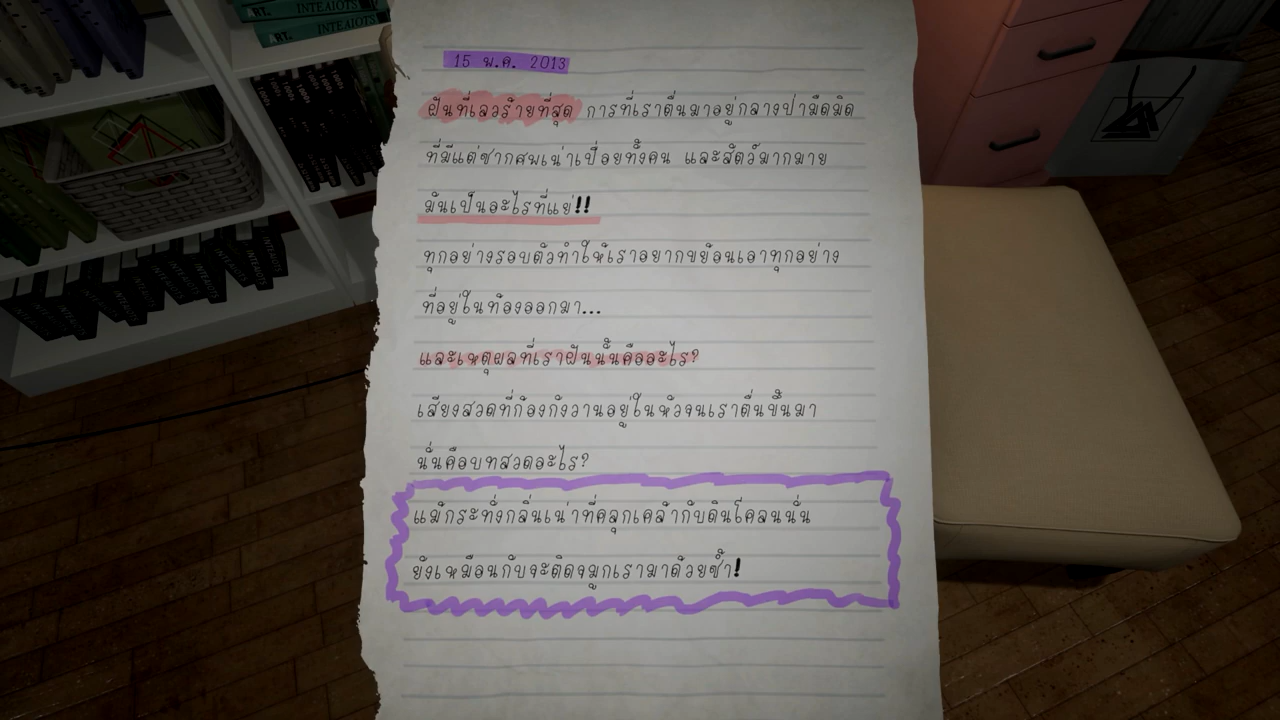 ART. INTEAIOTS
INTEAIOTS
15 พ.ค. 2013
ฝันที่เลวร้ายที่สุด การที่เราตื่นมาอยู่กลางป่ามืดมิด
ที่มีแต่ซากศพเน่าเปื่อยทั้งคน และสัตว์มากมาย
มันเป็นอะไรที่แย่!!
ทุกอย่างรอบตัวทำให้เราอยากขย้อนเอาทุกอย่าง
ที่อยู่ในท้องออกมา...
และเหตุผลที่เราฝันนั้นคืออะไร?
เสียงสวดที่ก้องกังวานอยู่ในหัวจนเราตื่นขึ้นมา
นั่นคือบทสวดอะไร?
แม้กระทั่งกลิ่นเน่าที่คลุกเคล้ากับดินโคลนนั่น
ยังเหมือนกับจะติดจมูกเรามาด้วยซ้ำ!